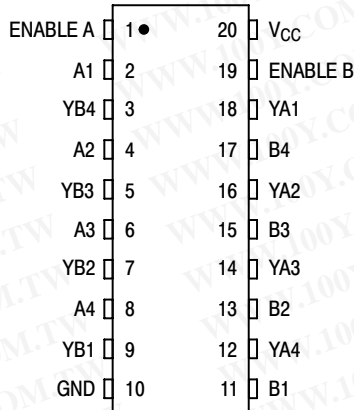 ENABLE A 1 20 VCC
A1 2 19 ENABLE B
YB4 3 18 YA1
A2 4 17 B4
YB3 5 16 YA2
A3 6 15 B3
YB2 7 14 YA3
A4 8 13 B2
YB1 9 12 YA4
GND 10 11 B1